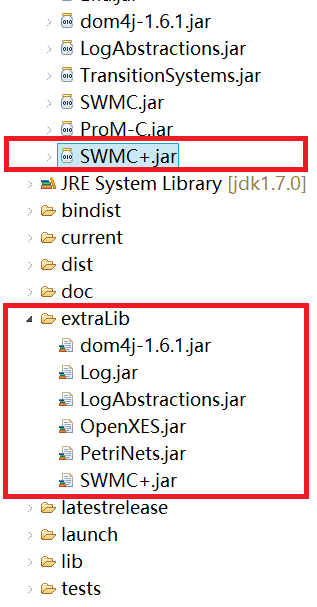 dom4j-1.6.1.jar
LogAbstractions.jar
TransitionSystems.jar
SWMC.jar
ProM-C.jar
SWMC+.jar
JRE System Library [jdk1.7.0]
bindist
current
dist
doc
extraLib
dom4j-1.6.1.jar
Log.jar
LogAbstractions.jar
OpenXES.jar
PetriNets.jar
SWMC+.jar
latestrelease
launch
lib
tests